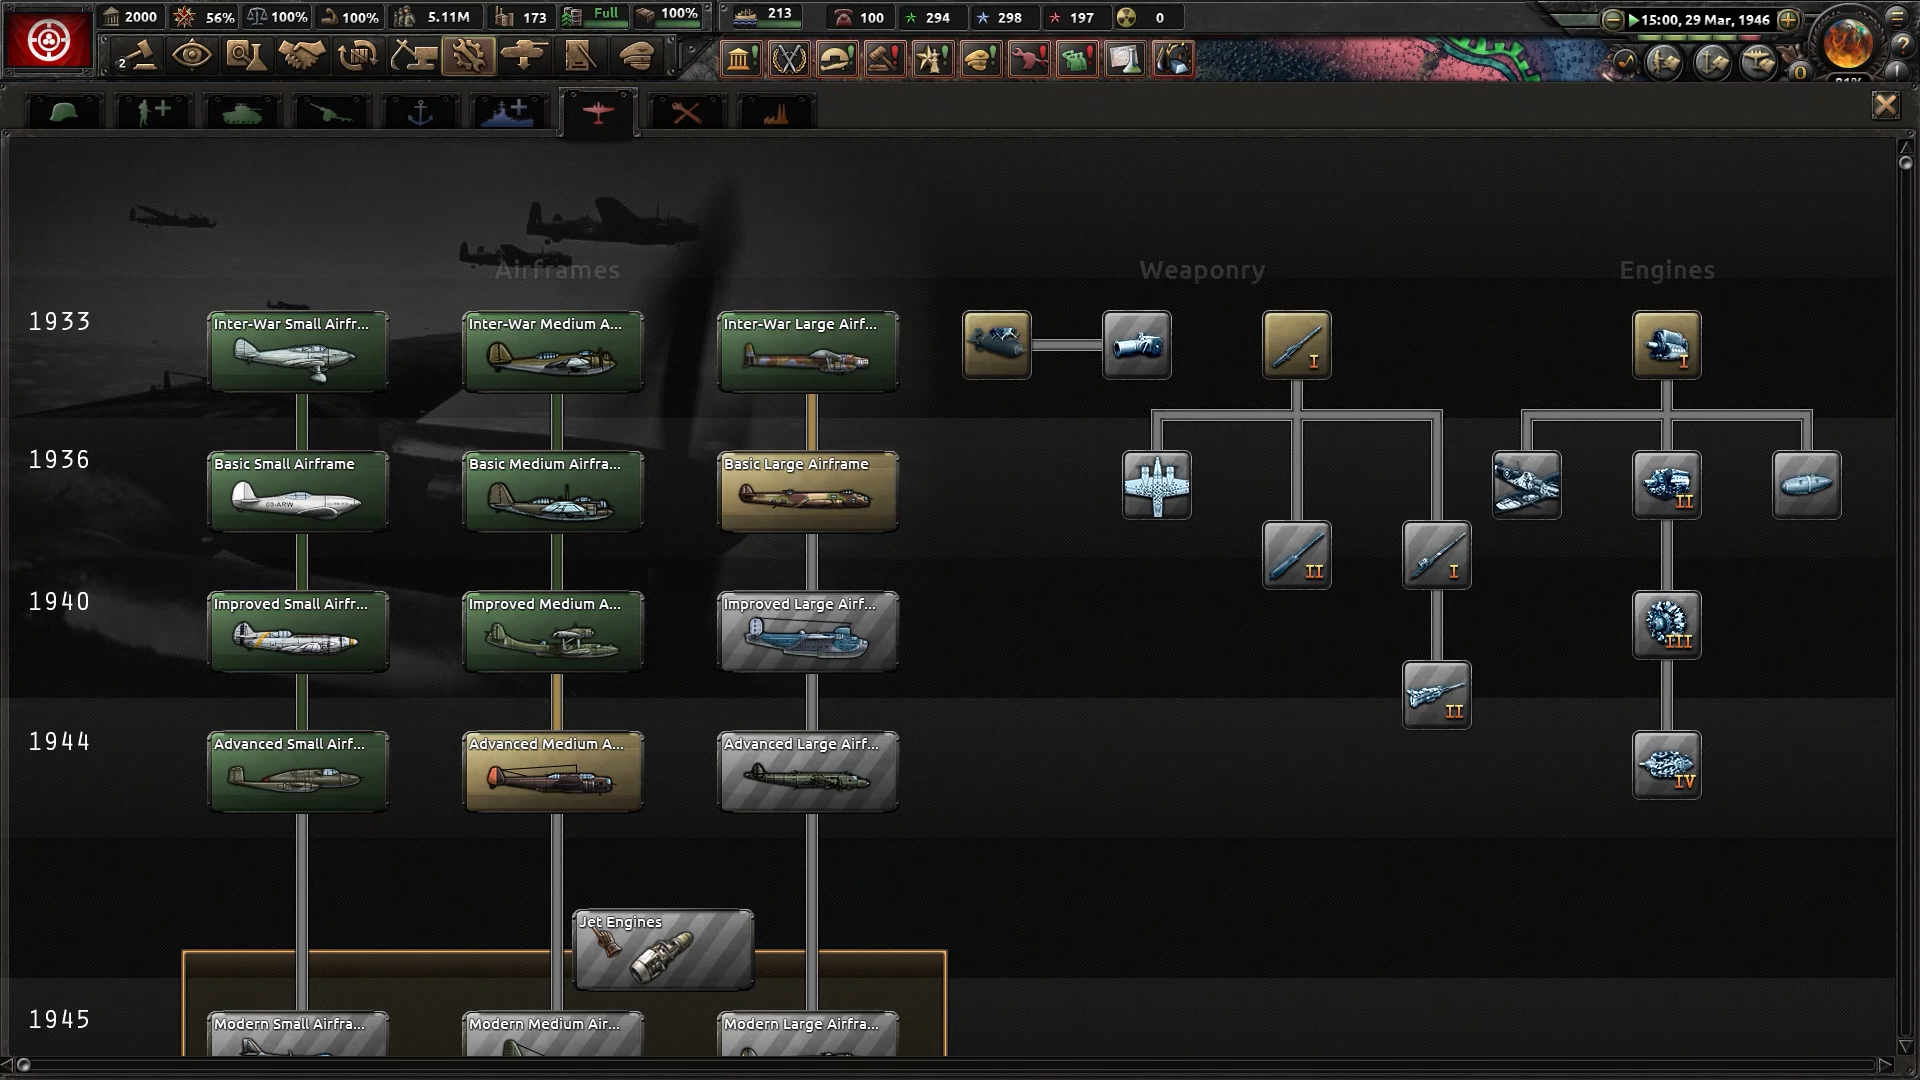 2000 56% 100% 100% 5.11M 173 Full 100% 213 100 294 298 197 0 15:00, 29 Mar, 1946
2
0
Airframes Weaponry Engines
1933 Inter-War Small Airfr... Inter-War Medium A... Inter-War Large Airf... I I
1936 Basic Small Airframe Basic Medium Airfra... Basic Large Airframe II
II I
1940 Improved Small Airfr... Improved Medium A... Improved Large Airf... III
II
1944 Advanced Small Airf... Advanced Medium A... Advanced Large Airf... IV
Jet Engines
1945 Modern Small Airfra... Modern Medium Air... Modern Large Airfra...